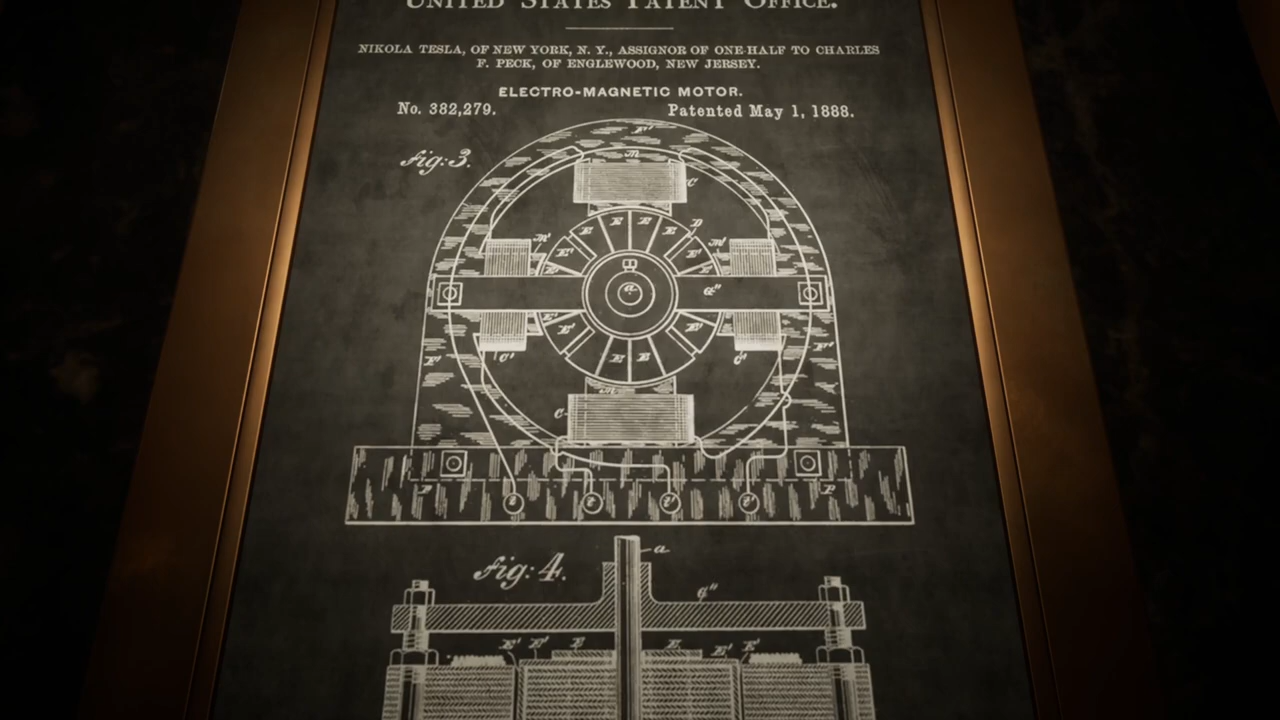 UNITED STATES PATENT OFFICE.
NIKOLA TESLA, OF NEW YORK, N. Y., ASSIGNOR OF ONE-HALF TO CHARLES
F. PECK, OF ENGLEWOOD, NEW JERSEY.
ELECTRO-MAGNETIC MOTOR.
No. 382,279. Patented May 1, 1888.
Fig: 3.
F'
M
C
E E E E D
M' E' E' M'
a G"
E' E'
C' E E C'
F' F"
C
P P
t t' t'
Fig: 4.
a
G"
E' E' E E E' E'